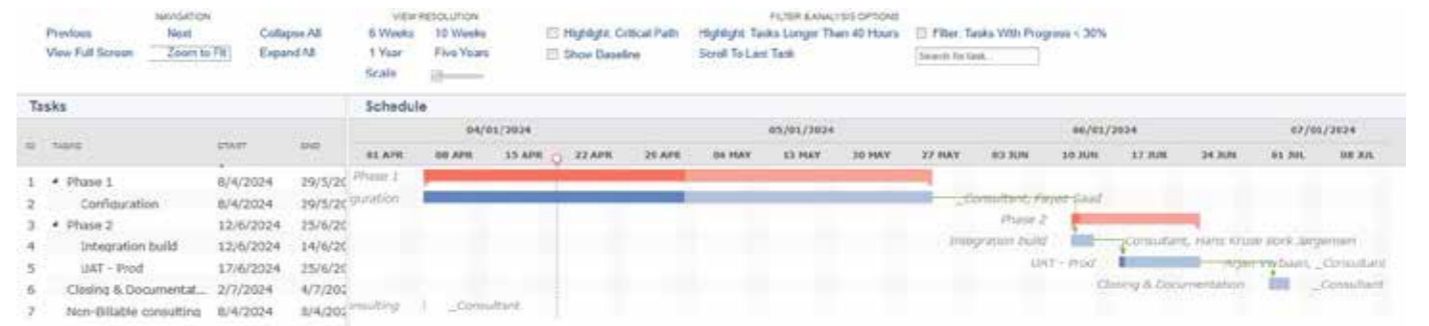 NAVIGATION VIEW RESOLUTION FILTER & ANALYSIS OPTIONS
Previous Next Collapse All 6 Weeks 10 Weeks Highlight: Critical Path Highlight: Tasks Longer Than 40 Hours Filter: Tasks With Progress < 30%
View Full Screen Zoom to Fit Expand All 1 Year Five Years Show Baseline Scroll To Last Task Search for task...
Scale
Tasks Schedule
04/01/2024 05/01/2024 06/01/2024 07/01/2024
ID TASKS START END 01 APR 08 APR 15 APR 22 APR 29 APR 06 MAY 13 MAY 20 MAY 27 MAY 03 JUN 10 JUN 17 JUN 24 JUN 01 JUL 08 JUL
1 Phase 1 8/4/2024 29/5/20 Phase 1
2 Configuration 8/4/2024 29/5/20 guration _Consultant, Saad
3 Phase 2 12/6/2024 25/6/20 Phase 2
4 Integration build 12/6/2024 14/6/20 Integration build _Consultant, Hans Kruse Bork Jørgensen
5 UAT - Prod 17/6/2024 25/6/20 UAT - Prod Arjan _Consultant
6 Closing & Documentat... 2/7/2024 4/7/202 Closing & Documentation _Consultant
7 Non-Billable consulting 8/4/2024 8/4/202 nsulting _Consultant